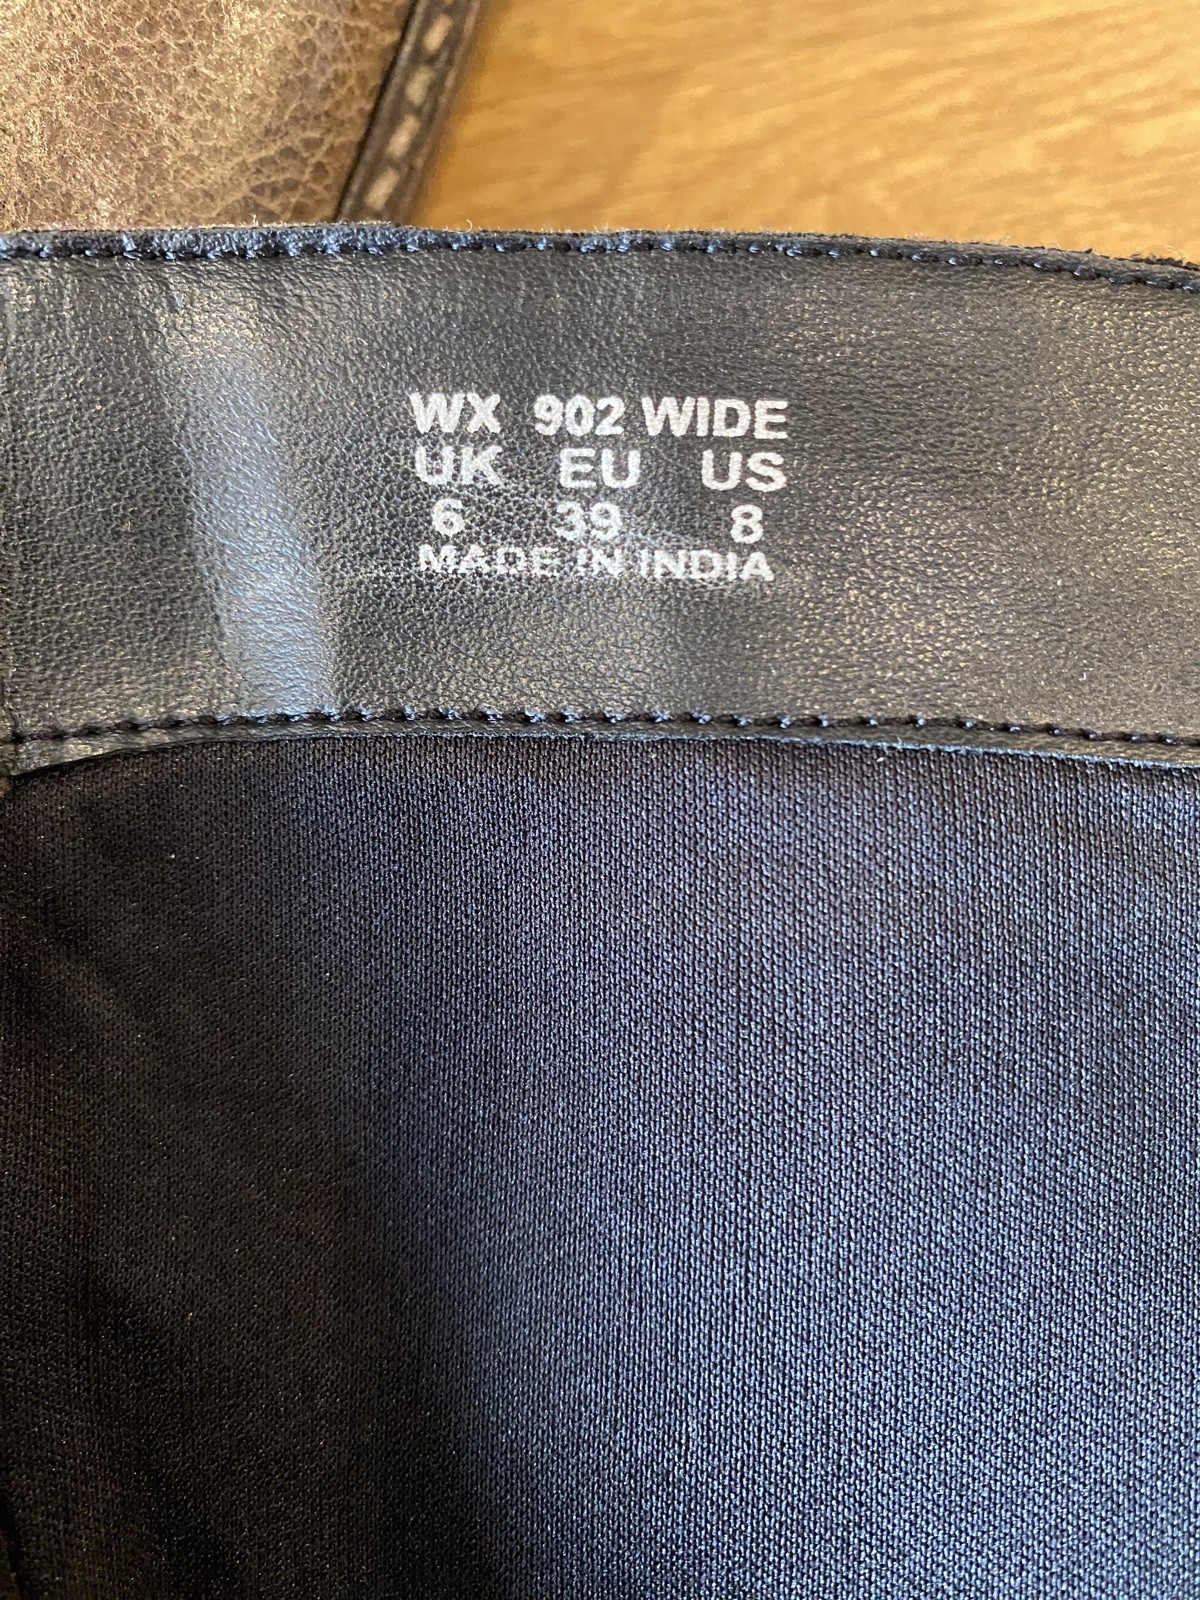 WX 902 WIDE
UK EU US
6 39 8
MADE IN INDIA